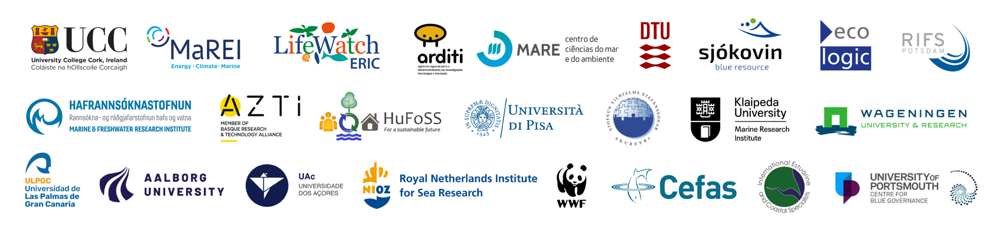 UCC
University College Cork, Ireland
Coláiste na hOllscoile Corcaigh
MaREI
Energy · Climate · Marine
LifeWatch
ERIC
arditi
agência regional para o
desenvolvimento da investigação
tecnologia e inovação
MARE
centro de
ciências do mar
e do ambiente
DTU
sjókovin
blue resource
eco
logic
RIFS
POTSDAM
HAFRANNSÓKNASTOFNUN
Rannsókna- og ráðgjafarstofnun hafs og vatna
MARINE & FRESHWATER RESEARCH INSTITUTE
AZTi
MEMBER OF
BASQUE RESEARCH
& TECHNOLOGY ALLIANCE
HuFoSS
For a sustainable future
IN SUPREMÆ DIGNITATIS
1343
UNIVERSITÀ
DI PISA
STOFNUN VILHJÁLMS STEFÁNSSONAR
AKUREYRI
Klaipeda
University
Marine Research
Institute
WAGENINGEN
UNIVERSITY & RESEARCH
ULPGC
Universidad de
Las Palmas de
Gran Canaria
AALBORG
UNIVERSITY
UAc
UNIVERSIDADE
DOS AÇORES
NIOZ
Royal Netherlands Institute
for Sea Research
WWF
Cefas
International Estuarine
and Coastal Specialists
UNIVERSITY OF
PORTSMOUTH
CENTRE FOR
BLUE GOVERNANCE